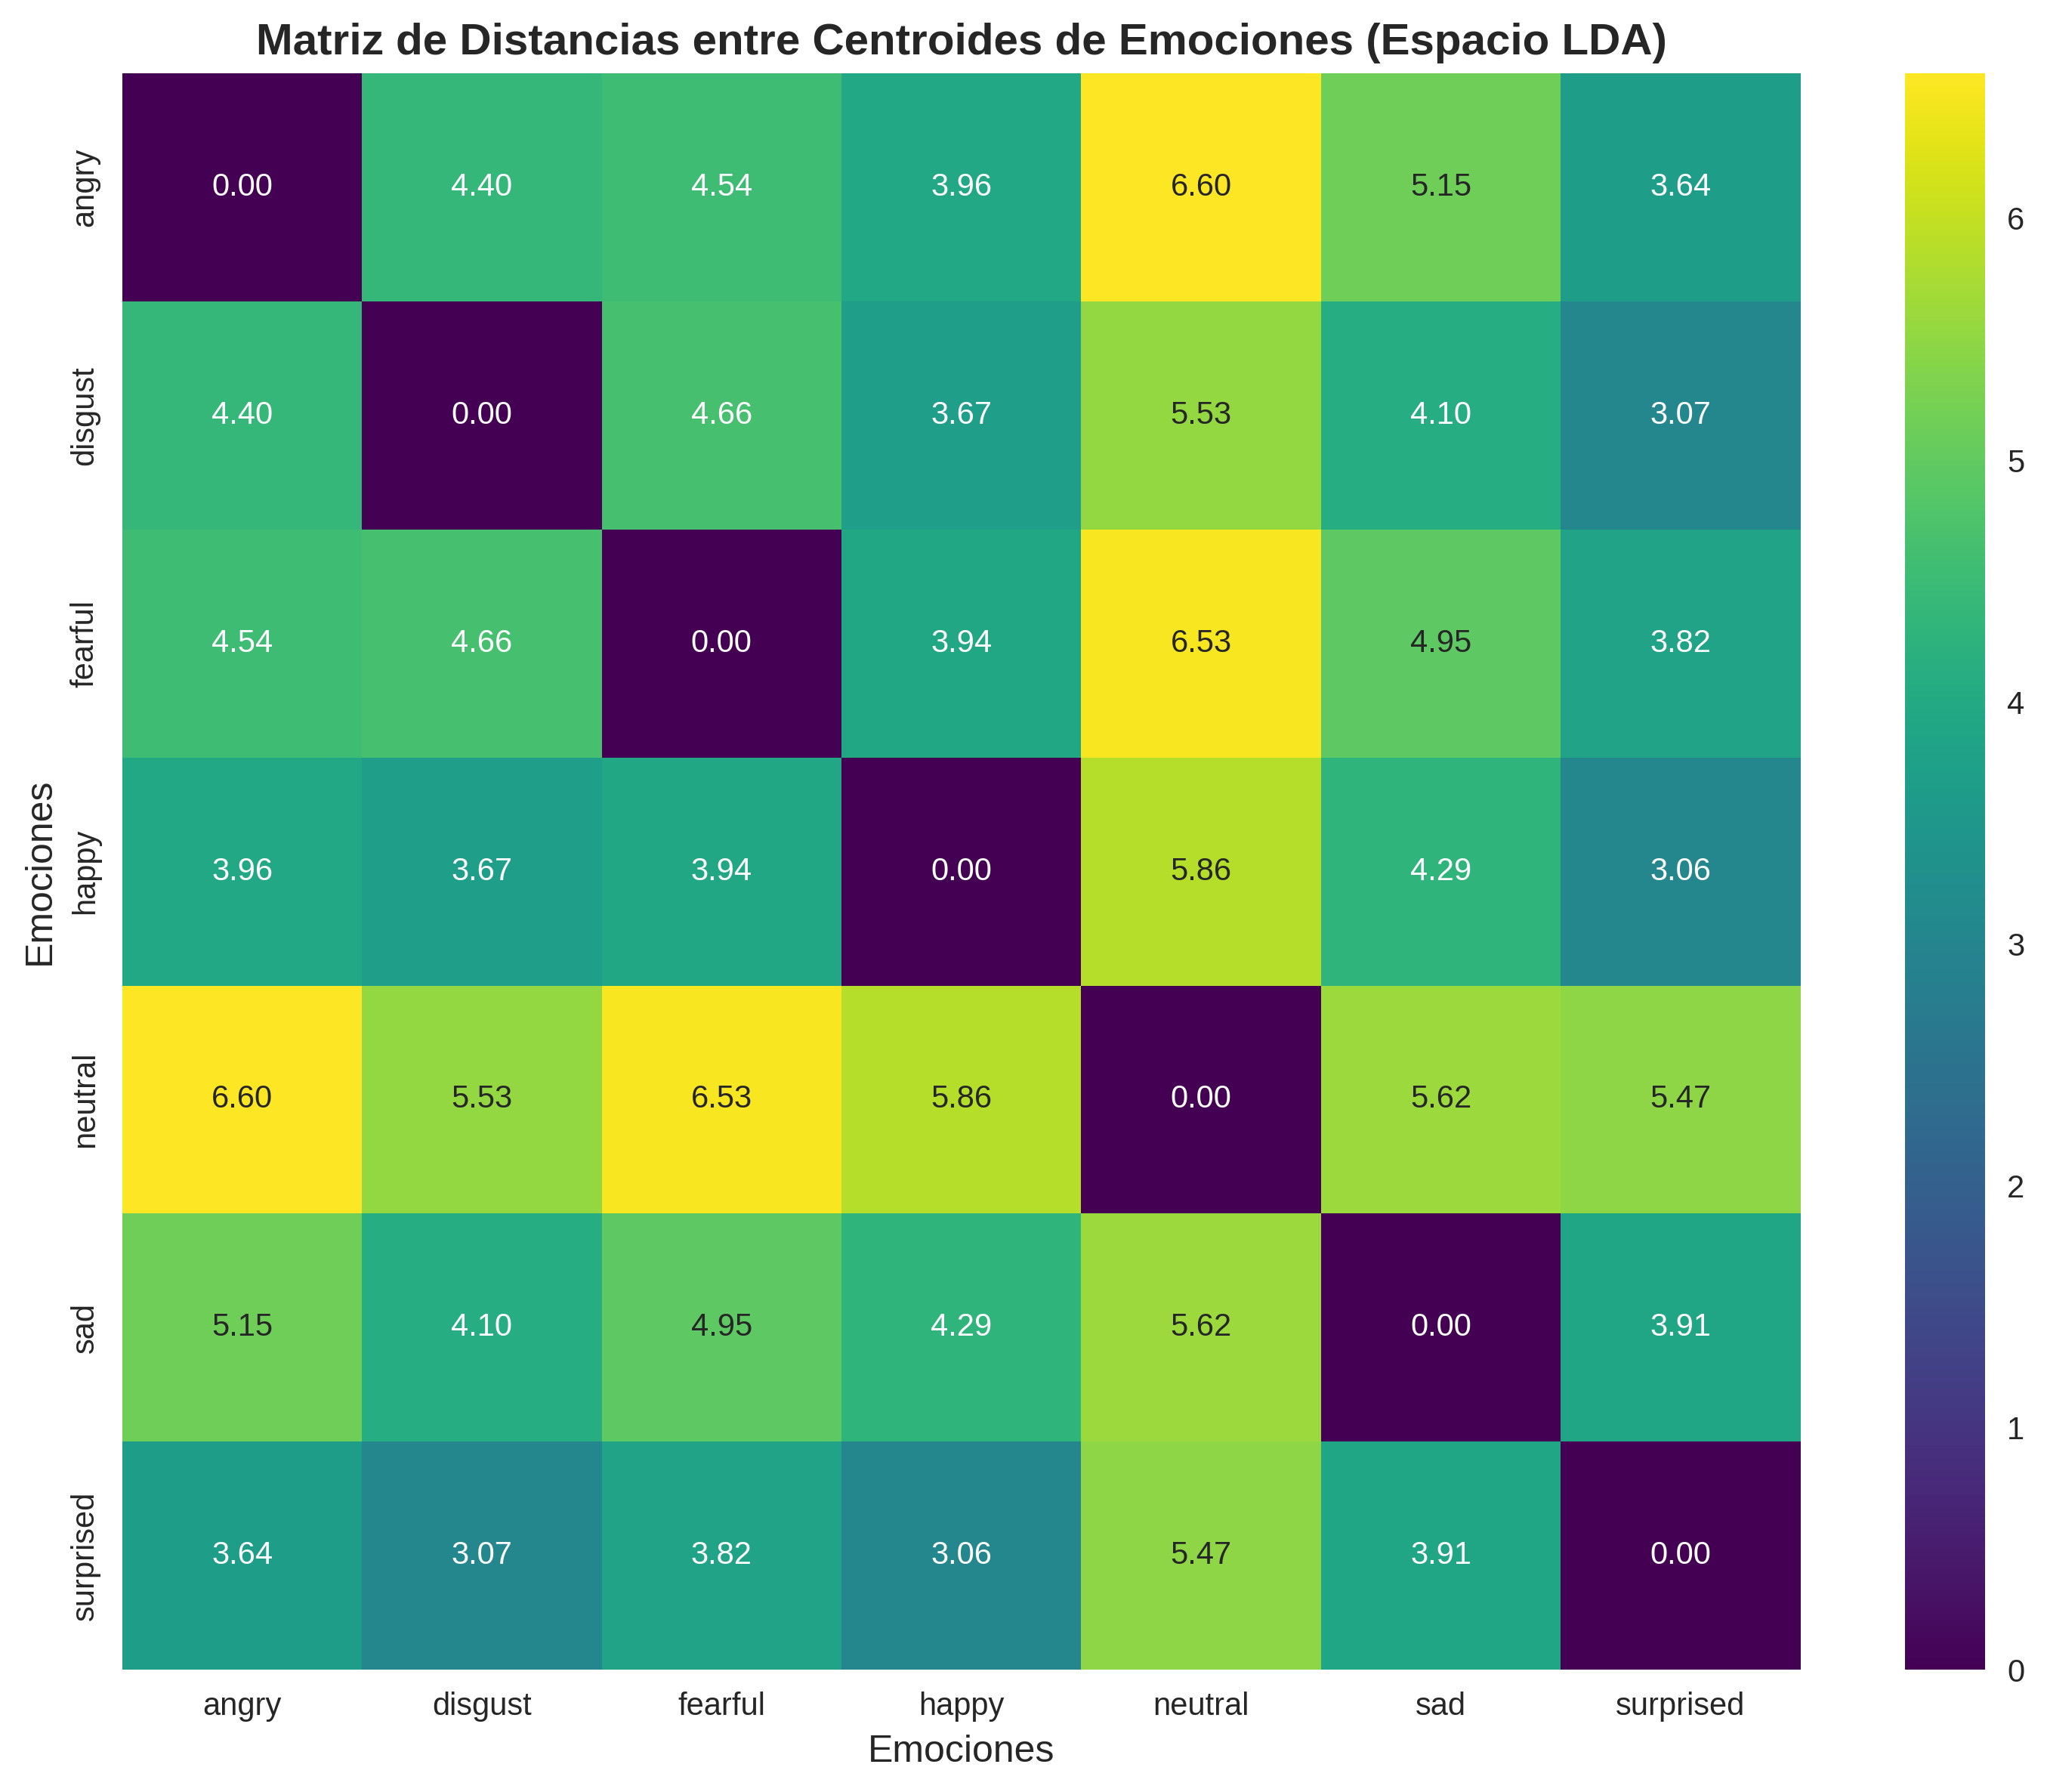 Matriz de Distancias entre Centroides de Emociones (Espacio LDA)
angry 0.00 4.40 4.54 3.96 6.60 5.15 3.64
disgust 4.40 0.00 4.66 3.67 5.53 4.10 3.07
fearful 4.54 4.66 0.00 3.94 6.53 4.95 3.82
happy 3.96 3.67 3.94 0.00 5.86 4.29 3.06
neutral 6.60 5.53 6.53 5.86 0.00 5.62 5.47
sad 5.15 4.10 4.95 4.29 5.62 0.00 3.91
surprised 3.64 3.07 3.82 3.06 5.47 3.91 0.00
Emociones
angry disgust fearful happy neutral sad surprised
Emociones
6
5
4
3
2
1
0